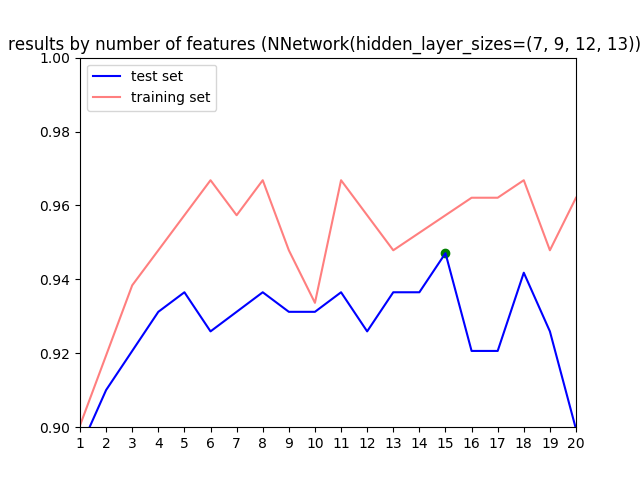 results by number of features (NNetwork(hidden_layer_sizes=(7, 9, 12, 13))
test set
training set
1.00
0.98
0.96
0.94
0.92
0.90
1 2 3 4 5 6 7 8 9 10 11 12 13 14 15 16 17 18 19 20